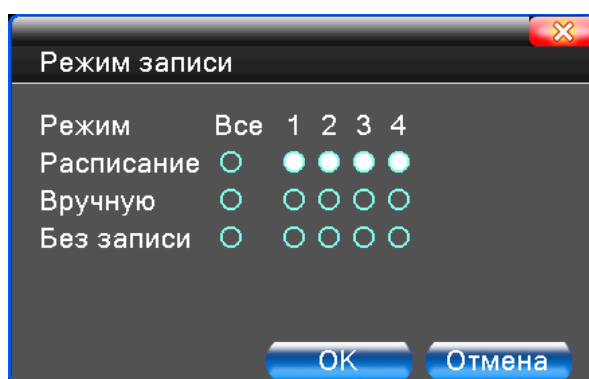 Режим записи
Режим Все 1 2 3 4
Расписание
Вручную
Без записи
OK Отмена